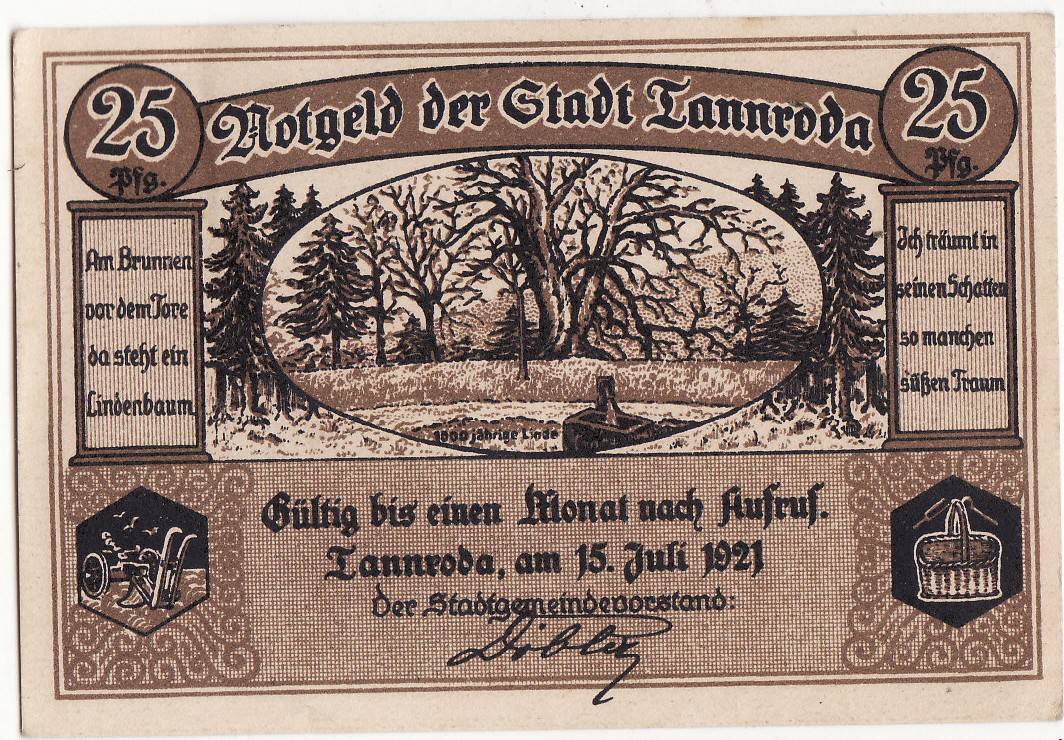 25
Pfg.
Notgeld der Stadt Tannroda
25
Pfg.
Am Brunnen
vor dem Tore
da steht ein
Lindenbaum
Ich träumt in
seinen Schatten
so manchen
süßen Traum
1000 jährige Linde
Gültig bis einen Monat nach Aufruf.
Tannroda, am 15. Juli 1921
Der Stadtgemeindevorstand: